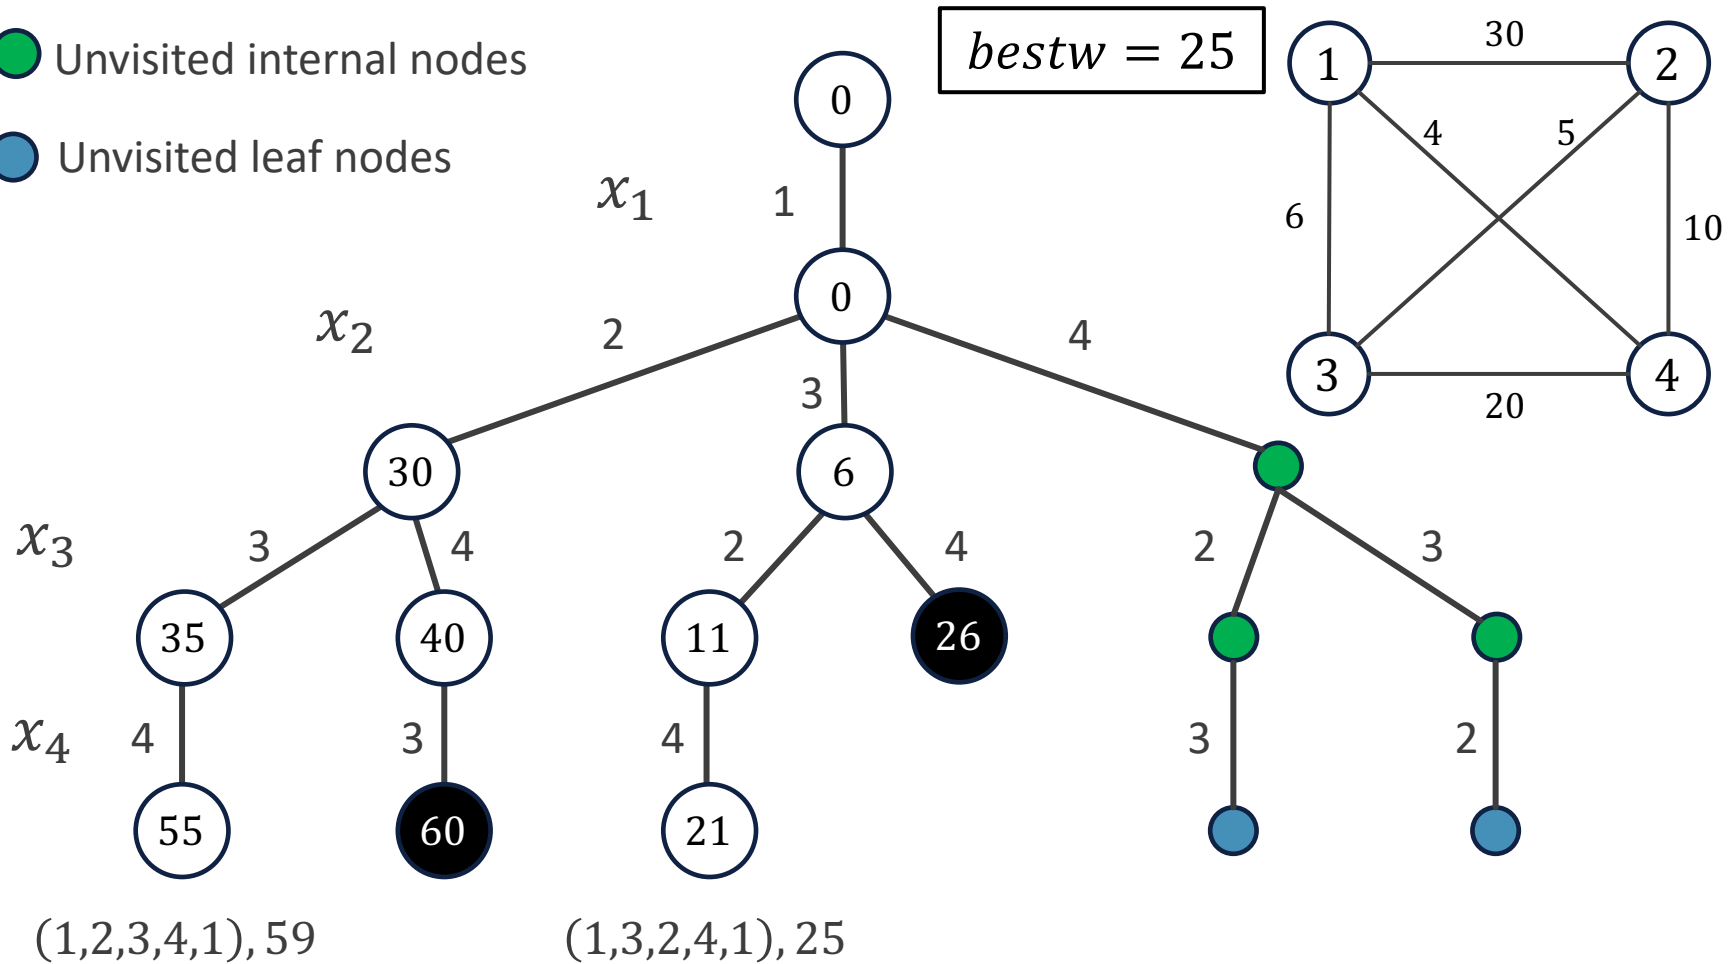 Unvisited internal nodes
Unvisited leaf nodes
bestw = 25
1 30 2
4 5
6 10
3 20 4
0
x₁ 1
0
x₂ 2 3 4
30 6
x₃ 3 4 2 4 2 3
35 40 11 26
x₄ 4 3 4 3 2
55 60 21
(1,2,3,4,1), 59
(1,3,2,4,1), 25